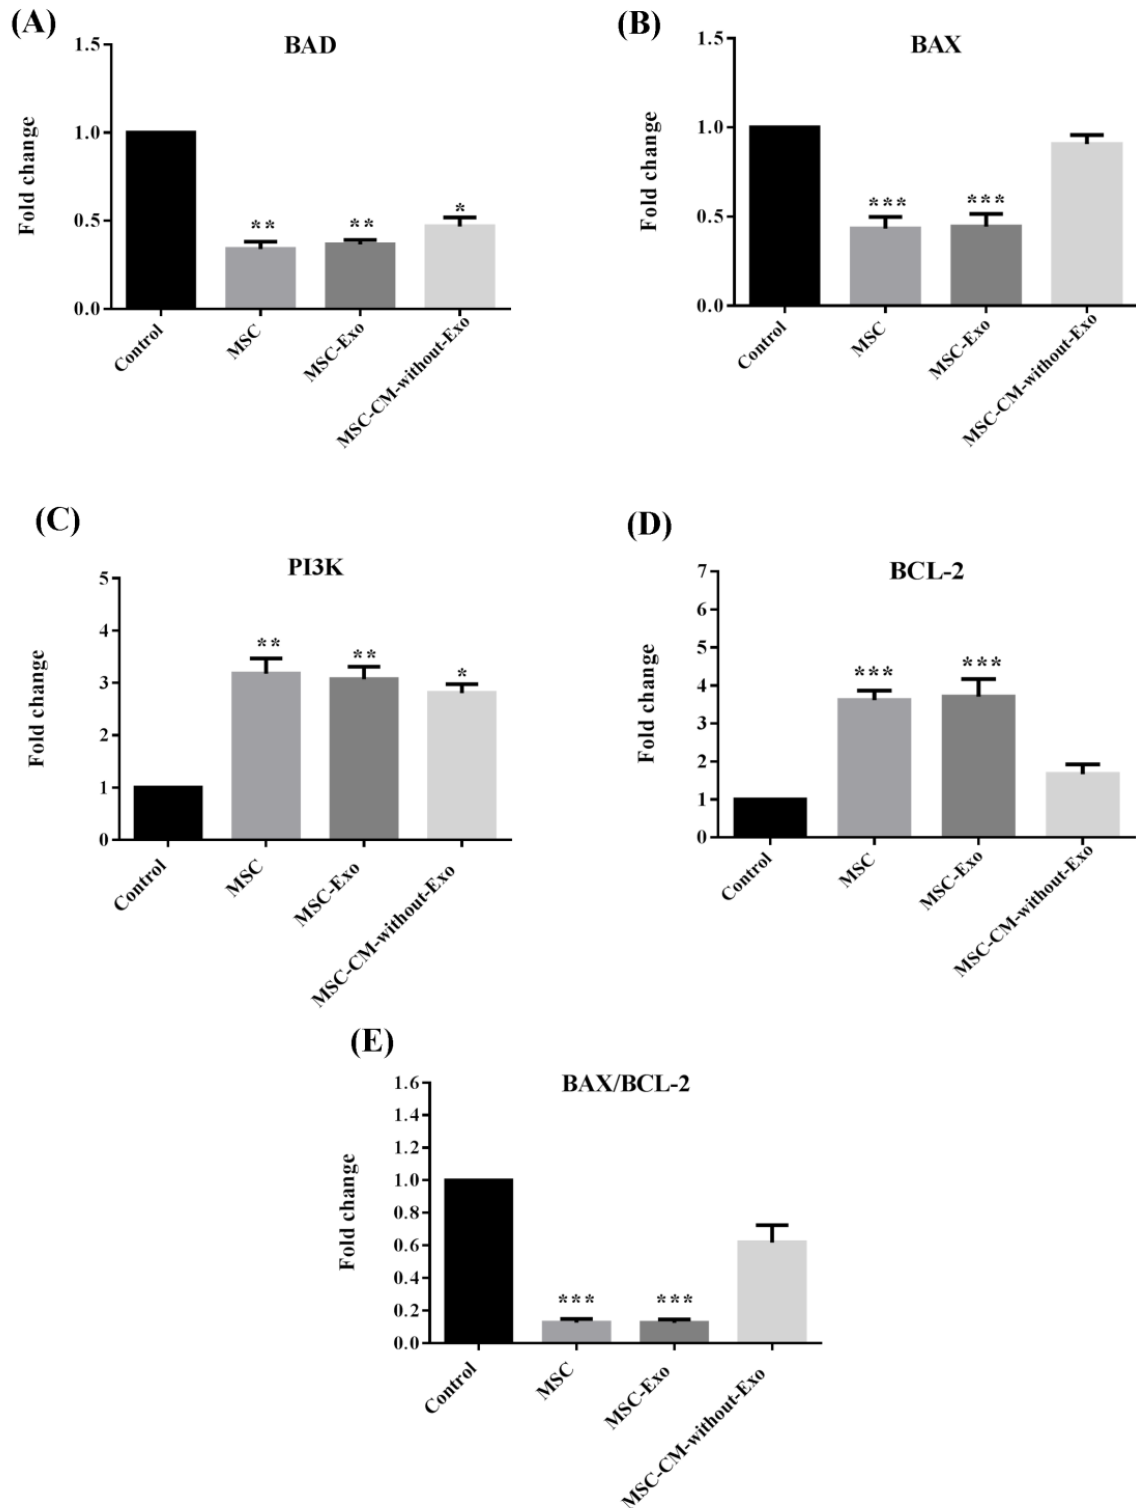 (A)
BAD
Fold change
1.5
1.0
0.5
0.0
**
**
*
Control
MSC
MSC-Exo
MSC-CM-without-Exo
(B)
BAX
Fold change
1.5
1.0
0.5
0.0
***
***
Control
MSC
MSC-Exo
MSC-CM-without-Exo
(C)
PI3K
Fold change
5
4
3
2
1
0
**
**
*
Control
MSC
MSC-Exo
MSC-CM-without-Exo
(D)
BCL-2
Fold change
7
6
5
4
3
2
1
0
***
***
Control
MSC
MSC-Exo
MSC-CM-without-Exo
(E)
BAX/BCL-2
Fold change
1.6
1.4
1.2
1.0
0.8
0.6
0.4
0.2
0.0
***
***
Control
MSC
MSC-Exo
MSC-CM-without-Exo